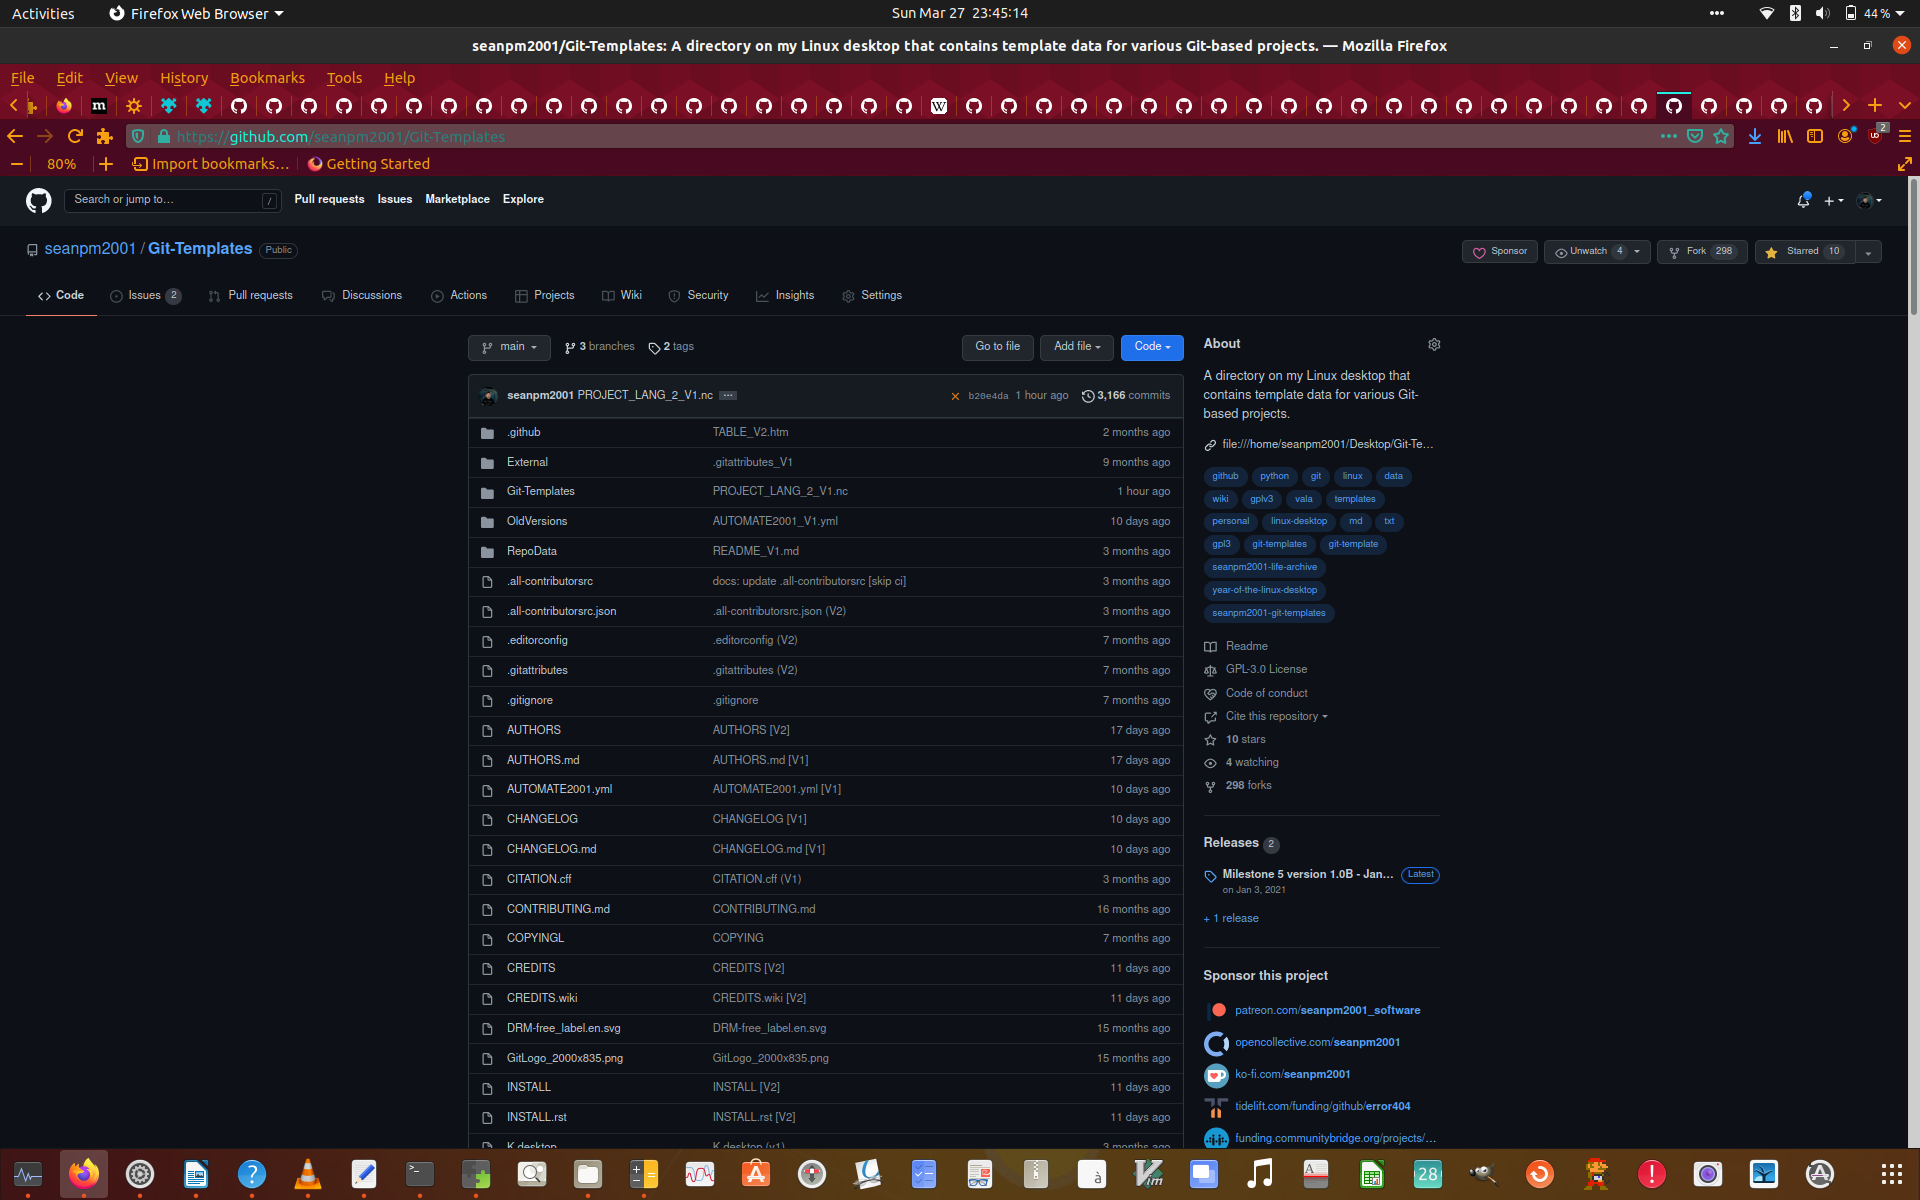 Activities
Firefox Web Browser
Sun Mar 27 23:45:14
44 %
seanpm2001/Git-Templates: A directory on my Linux desktop that contains template data for various Git-based projects. — Mozilla Firefox
File Edit View History Bookmarks Tools Help
https://github.com/seanpm2001/Git-Templates
2
80%
Import bookmarks...
Getting Started
Search or jump to...
/
Pull requests Issues Marketplace Explore
seanpm2001 / Git-Templates Public
Sponsor
Unwatch 4
Fork 298
Starred 10
Code
Issues 2
Pull requests
Discussions
Actions
Projects
Wiki
Security
Insights
Settings
main
3 branches
2 tags
Go to file
Add file
Code
seanpm2001 PROJECT_LANG_2_V1.nc ...
b20e4da 1 hour ago
3,166 commits
.github TABLE_V2.htm 2 months ago
External .gitattributes_V1 9 months ago
Git-Templates PROJECT_LANG_2_V1.nc 1 hour ago
OldVersions AUTOMATE2001_V1.yml 10 days ago
RepoData README_V1.md 3 months ago
.all-contributorsrc docs: update .all-contributorsrc [skip ci] 3 months ago
.all-contributorsrc.json .all-contributorsrc.json (V2) 3 months ago
.editorconfig .editorconfig (V2) 7 months ago
.gitattributes .gitattributes (V2) 7 months ago
.gitignore .gitignore 7 months ago
AUTHORS AUTHORS [V2] 17 days ago
AUTHORS.md AUTHORS.md [V1] 17 days ago
AUTOMATE2001.yml AUTOMATE2001.yml [V1] 10 days ago
CHANGELOG CHANGELOG [V1] 10 days ago
CHANGELOG.md CHANGELOG.md [V1] 10 days ago
CITATION.cff CITATION.cff (V1) 3 months ago
CONTRIBUTING.md CONTRIBUTING.md 16 months ago
COPYINGL COPYING 7 months ago
CREDITS CREDITS [V2] 11 days ago
CREDITS.wiki CREDITS.wiki [V2] 11 days ago
DRM-free_label.en.svg DRM-free_label.en.svg 15 months ago
GitLogo_2000x835.png GitLogo_2000x835.png 15 months ago
INSTALL INSTALL [V2] 11 days ago
INSTALL.rst INSTALL.rst [V2] 11 days ago
K.desktop K.desktop (v1) 3 months ago
About
A directory on my Linux desktop that
contains template data for various Git-
based projects.
file:///home/seanpm2001/Desktop/Git-Te...
github python git linux data
wiki gplv3 vala templates
personal linux-desktop md txt
gpl3 git-templates git-template
seanpm2001-life-archive
year-of-the-linux-desktop
seanpm2001-git-templates
Readme
GPL-3.0 License
Code of conduct
Cite this repository
10 stars
4 watching
298 forks
Releases 2
Milestone 5 version 1.0B - Jan... Latest
on Jan 3, 2021
+ 1 release
Sponsor this project
patreon.com/seanpm2001_software
opencollective.com/seanpm2001
ko-fi.com/seanpm2001
tidelift.com/funding/github/error404
funding.communitybridge.org/projects/...
28